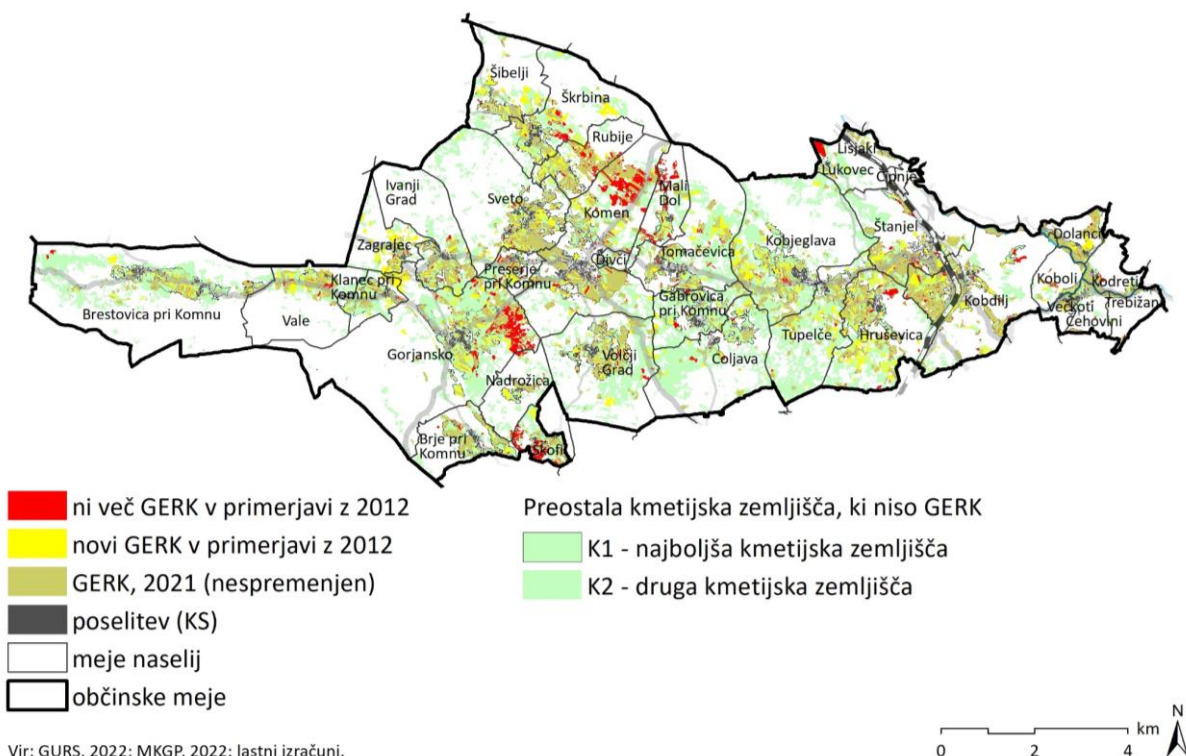 Šibelji
Škrbina
Rubije
Lisjaki
Lukovec
Čipnje
Ivanji
Grad
Sveto
Mali
Dol
Komen
Štanjel
Dolanci
Zagrajec
Kobjeglava
Tomačevica
Divči
Preserje
pri Komnu
Koboli
Kodreti
Klanec pri
Komnu
Gabrovica
pri Komnu
Kobdilj
Večkoti
Trebižani
Čehovini
Brestovica pri Komnu
Vale
Tupelče
Hruševica
Gorjansko
Volčji
Grad
Coljava
Nadrožica
Brje pri
Komnu
Škofi
ni več GERK v primerjavi z 2012
novi GERK v primerjavi z 2012
GERK, 2021 (nespremenjen)
poselitev (KS)
meje naselij
občinske meje
Preostala kmetijska zemljišča, ki niso GERK
K1 - najboljša kmetijska zemljišča
K2 - druga kmetijska zemljišča
N
km
0 2 4
Vir: GURS, 2022; MKGP, 2022; lastni izračuni.